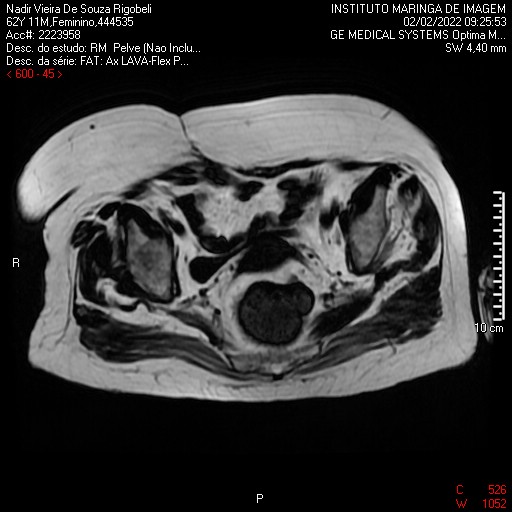 Nadir Vieira De Souza Rigobeli
62Y 11M,Feminino,444535
Acc#: 2223958
Desc. do estudo: RM Pelve (Nao Inclu...
Desc. da série: FAT: Ax LAVA-Flex P...
< 600 - 45 >
INSTITUTO MARINGA DE IMAGEM
02/02/2022 09:25:53
GE MEDICAL SYSTEMS Optima M...
SW 4,40 mm
R
10 cm
P
C 526
W 1052